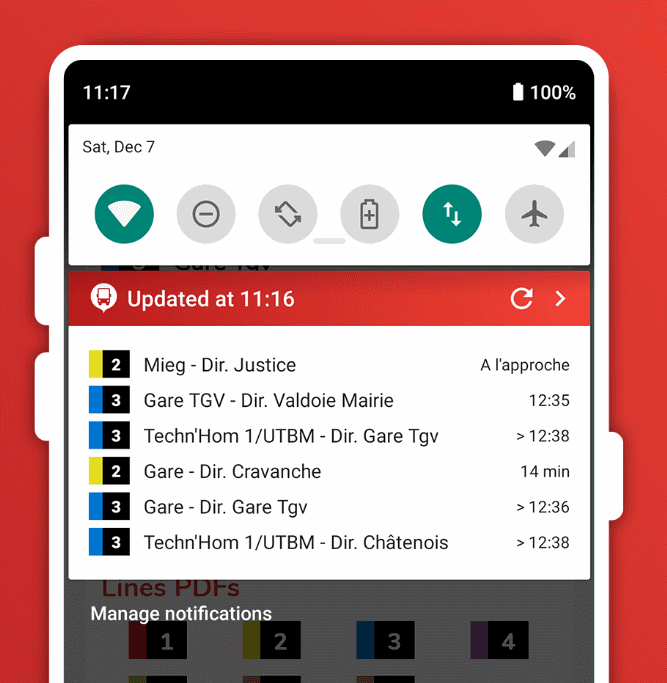 11:17 100%
Sat, Dec 7
Gare Tgv
Updated at 11:16
2 Mieg - Dir. Justice A l'approche
3 Gare TGV - Dir. Valdoie Mairie 12:35
3 Techn'Hom 1/UTBM - Dir. Gare Tgv > 12:38
2 Gare - Dir. Cravanche 14 min
3 Gare - Dir. Gare Tgv > 12:36
3 Techn'Hom 1/UTBM - Dir. Châtenois > 12:38
Lines PDFs
Manage notifications
1 2 3 4